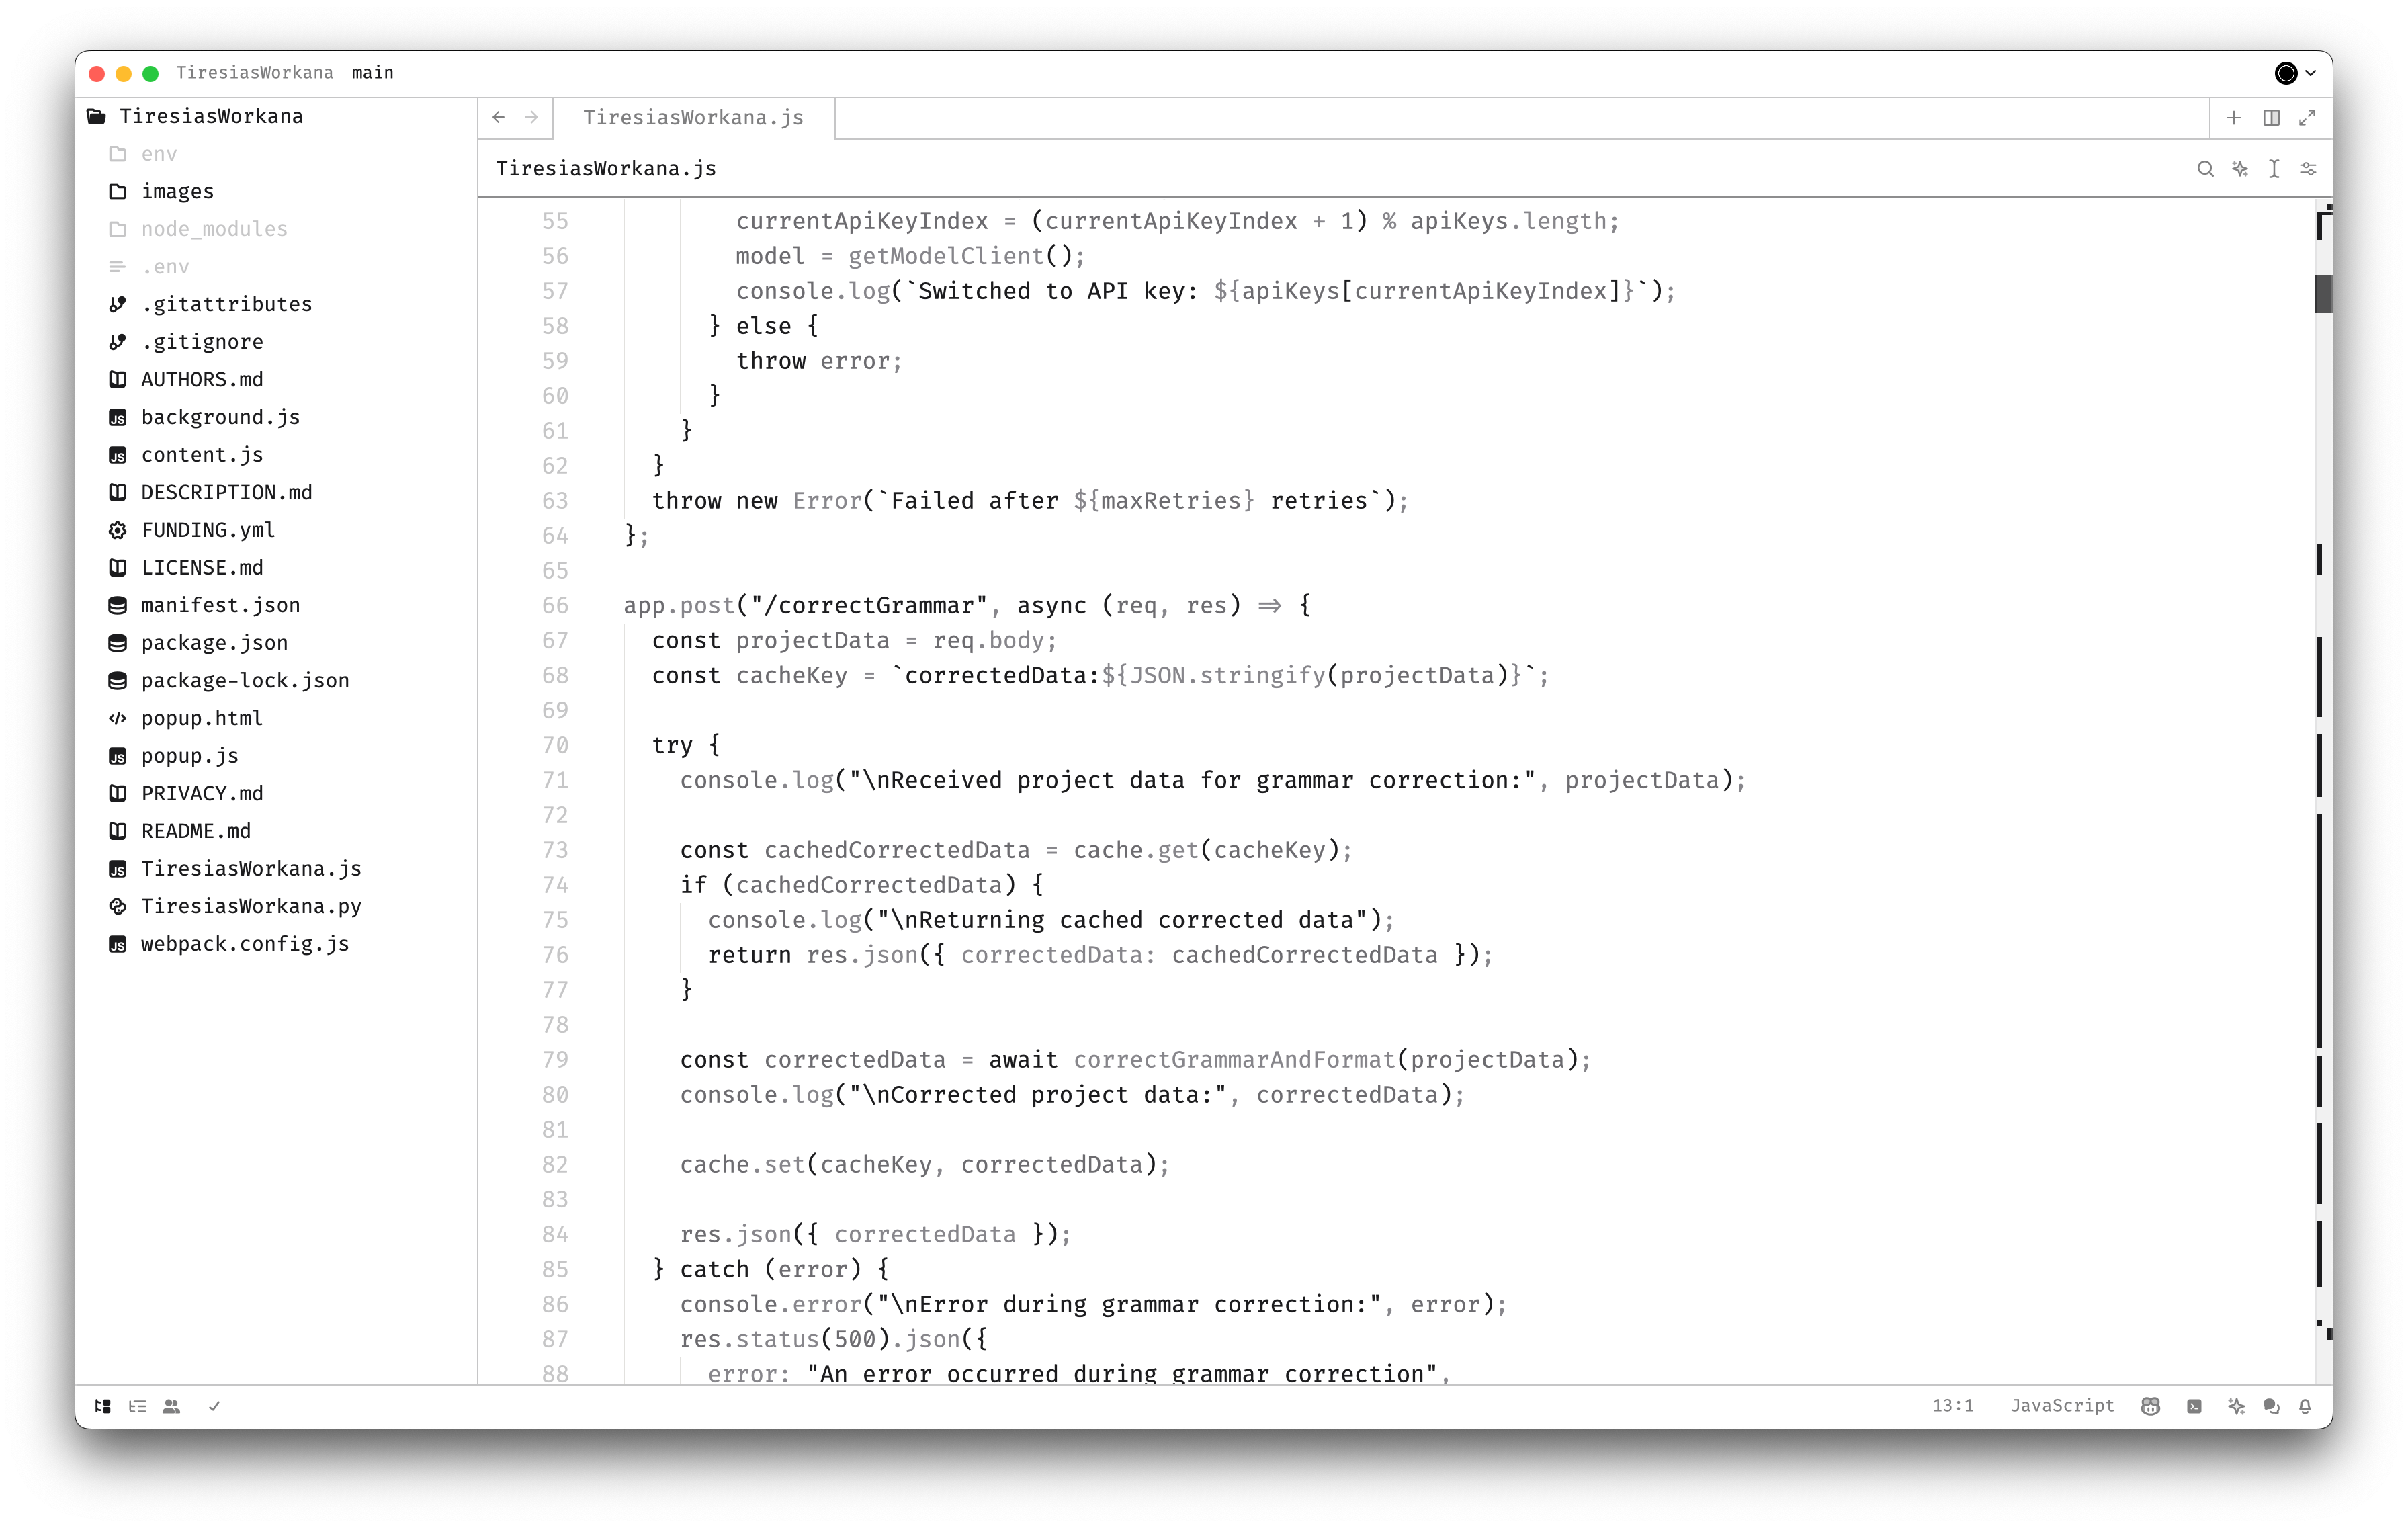 TiresiasWorkana main
TiresiasWorkana
env
images
node_modules
.env
.gitattributes
.gitignore
AUTHORS.md
background.js
content.js
DESCRIPTION.md
FUNDING.yml
LICENSE.md
manifest.json
package.json
package-lock.json
popup.html
popup.js
PRIVACY.md
README.md
TiresiasWorkana.js
TiresiasWorkana.py
webpack.config.js
TiresiasWorkana.js
TiresiasWorkana.js
55 currentApiKeyIndex = (currentApiKeyIndex + 1) % apiKeys.length;
56 model = getModelClient();
57 console.log(`Switched to API key: ${apiKeys[currentApiKeyIndex]}`);
58 } else {
59 throw error;
60 }
61 }
62 }
63 throw new Error(`Failed after ${maxRetries} retries`);
64 };
65
66 app.post("/correctGrammar", async (req, res) => {
67 const projectData = req.body;
68 const cacheKey = `correctedData:${JSON.stringify(projectData)}`;
69
70 try {
71 console.log("\nReceived project data for grammar correction:", projectData);
72
73 const cachedCorrectedData = cache.get(cacheKey);
74 if (cachedCorrectedData) {
75 console.log("\nReturning cached corrected data");
76 return res.json({ correctedData: cachedCorrectedData });
77 }
78
79 const correctedData = await correctGrammarAndFormat(projectData);
80 console.log("\nCorrected project data:", correctedData);
81
82 cache.set(cacheKey, correctedData);
83
84 res.json({ correctedData });
85 } catch (error) {
86 console.error("\nError during grammar correction:", error);
87 res.status(500).json({
88 error: "An error occurred during grammar correction",
13:1 JavaScript